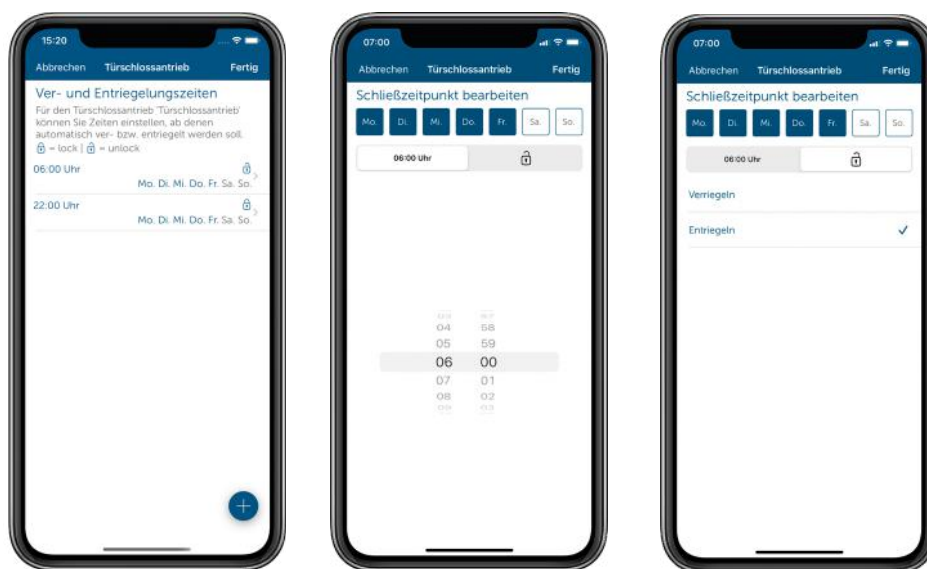 15:20
Abbrechen Türschlossantrieb Fertig
Ver- und Entriegelungszeiten
Für den Türschlossantrieb 'Türschlossantrieb'
können Sie Zeiten einstellen, ab denen
automatisch ver- bzw. entriegelt werden soll.
= lock | = unlock
06:00 Uhr
Mo. Di. Mi. Do. Fr. Sa. So.
22:00 Uhr
Mo. Di. Mi. Do. Fr. Sa. So.
07:00
Abbrechen Türschlossantrieb Fertig
Schließzeitpunkt bearbeiten
Mo. Di. Mi. Do. Fr. Sa. So.
06:00 Uhr
04 58
05 59
06 00
07 01
08 02
09 03
07:00
Abbrechen Türschlossantrieb Fertig
Schließzeitpunkt bearbeiten
Mo. Di. Mi. Do. Fr. Sa. So.
06:00 Uhr
Verriegeln
Entriegeln